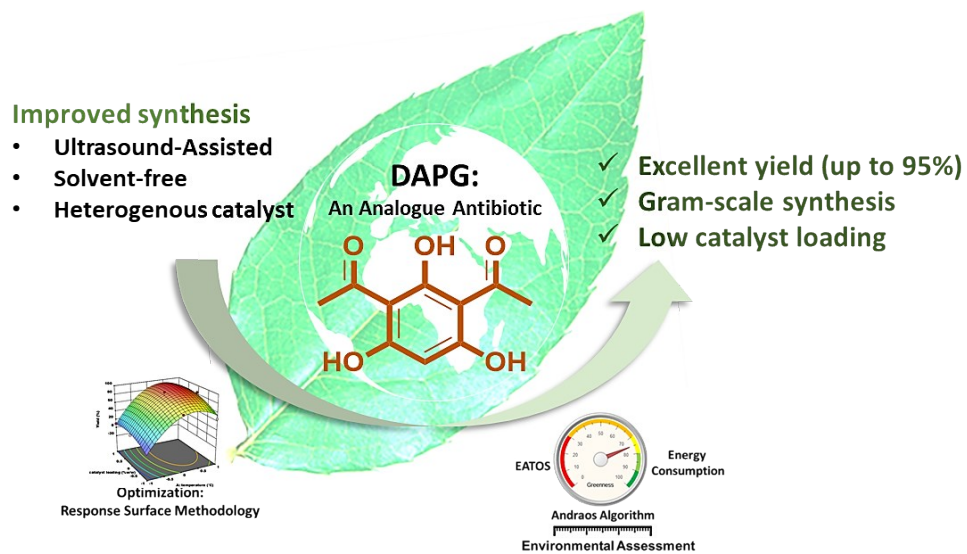 Improved synthesis
• Ultrasound-Assisted
• Solvent-free
• Heterogenous catalyst
DAPG:
An Analogue Antibiotic
✓ Excellent yield (up to 95%)
✓ Gram-scale synthesis
✓ Low catalyst loading
O
OH
O
HO
OH
Optimization:
Response Surface Methodology
EATOS
Greenness
Energy
Consumption
Andraos Algorithm
Environmental Assessment